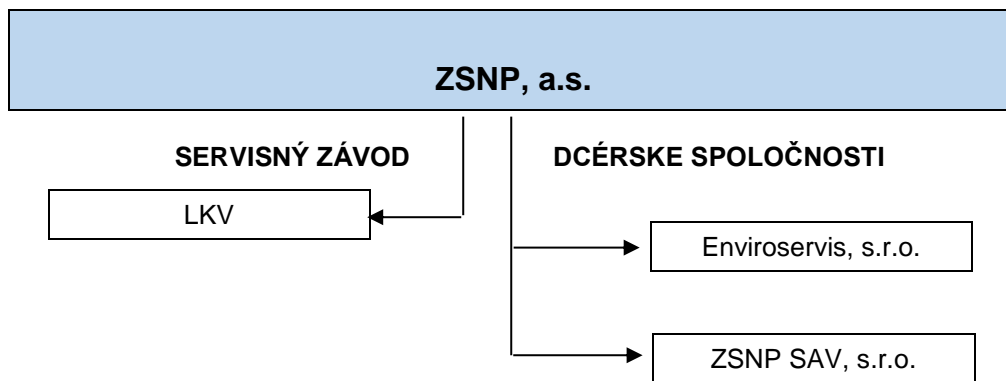 ZSNP, a.s.
SERVISNÝ ZÁVOD
DCÉRSKE SPOLOČNOSTI
LKV
Enviroservis, s.r.o.
ZSNP SAV, s.r.o.